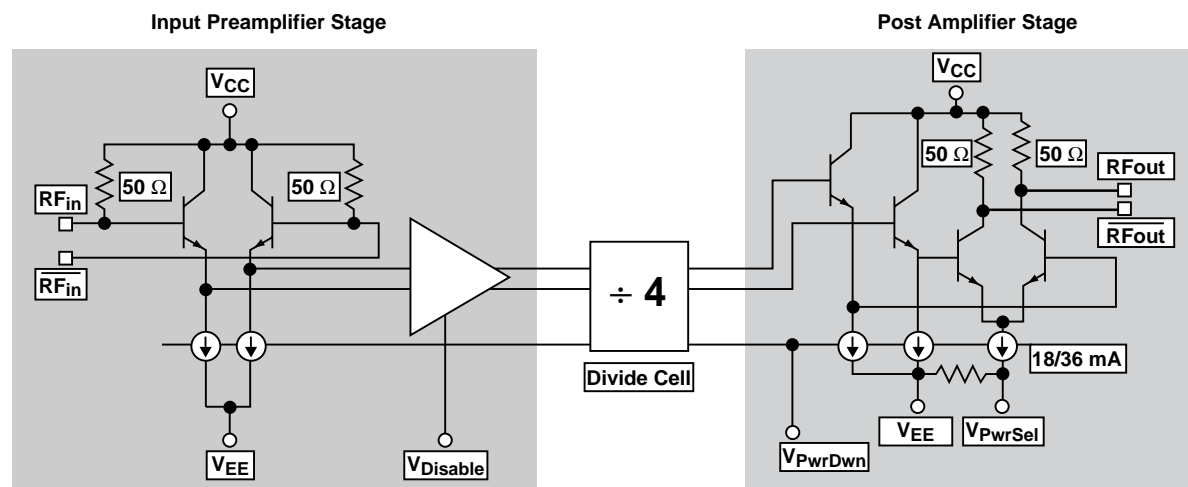 Input Preamplifier Stage
Post Amplifier Stage
VCC
VCC
50 Ω
50 Ω
50 Ω
50 Ω
RFin
RFin
RFout
RFout
÷ 4
Divide Cell
18/36 mA
VEE
VDisable
VPwrDwn
VEE
VPwrSel